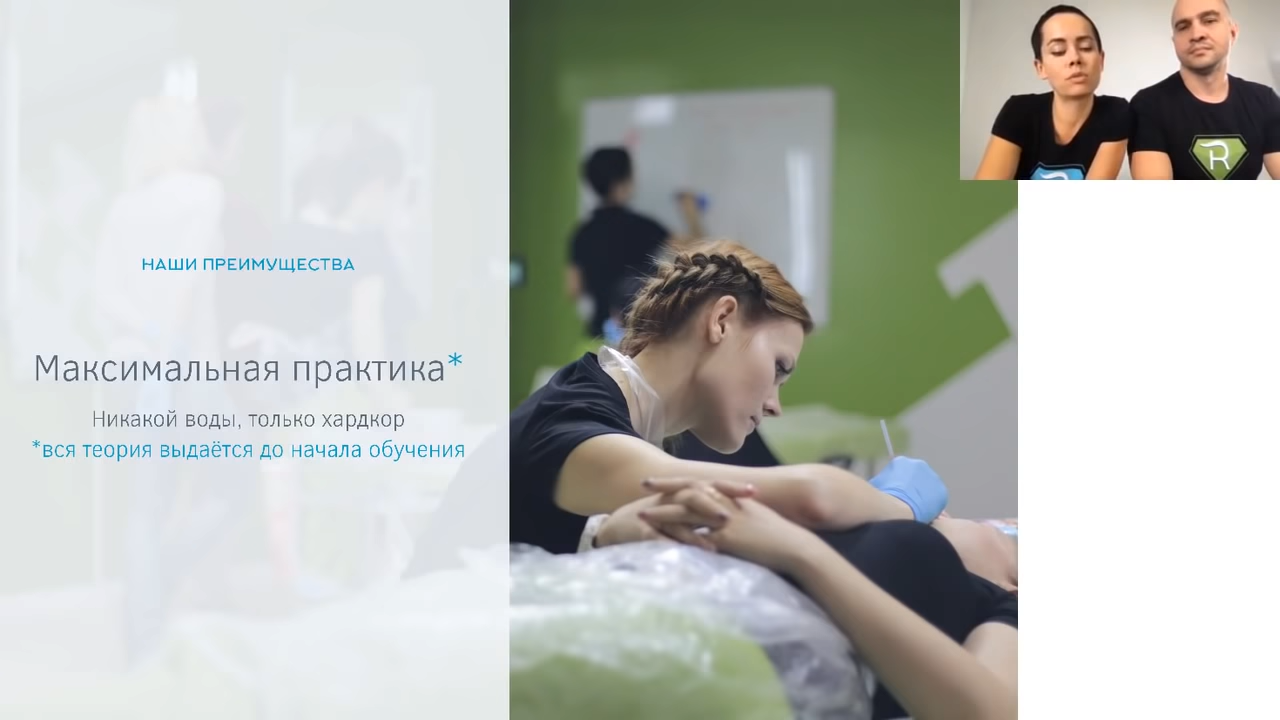 НАШИ ПРЕИМУЩЕСТВА
Максимальная практика*
Никакой воды, только хардкор
*вся теория выдаётся до начала обучения
R
R